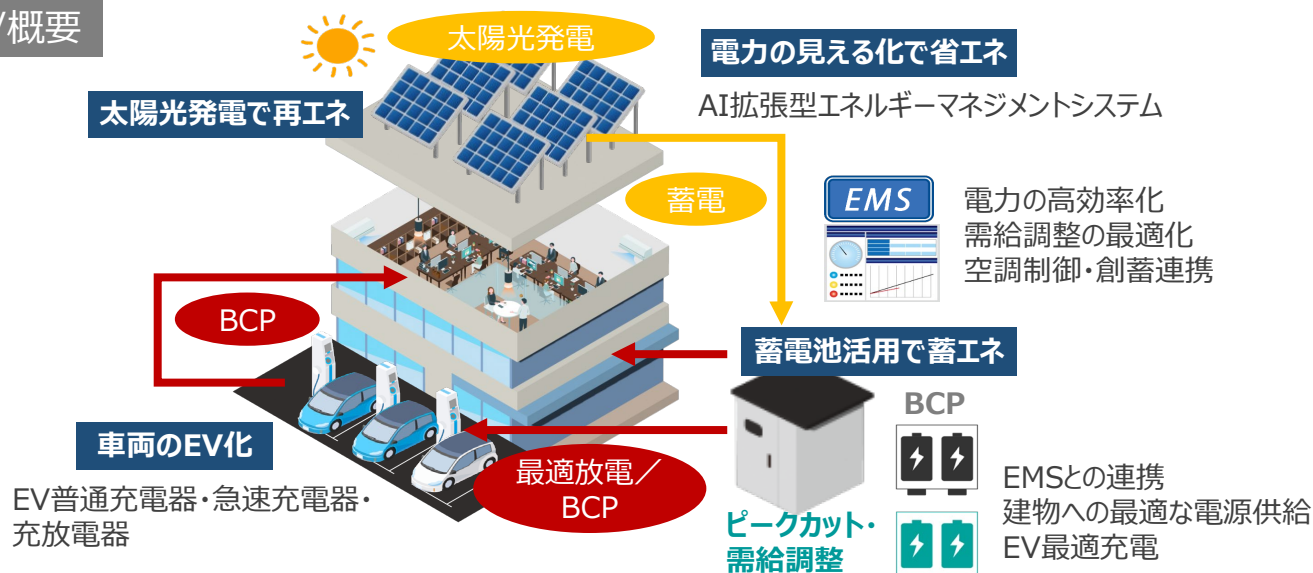 /概要
太陽光発電
電力の見える化で省エネ
AI拡張型エネルギーマネジメントシステム
太陽光発電で再エネ
蓄電
EMS
電力の高効率化
需給調整の最適化
空調制御・創蓄連携
BCP
蓄電池活用で蓄エネ
BCP
車両のEV化
EV普通充電器・急速充電器・
充放電器
最適放電／
BCP
ピークカット・
需給調整
EMSとの連携
建物への最適な電源供給
EV最適充電